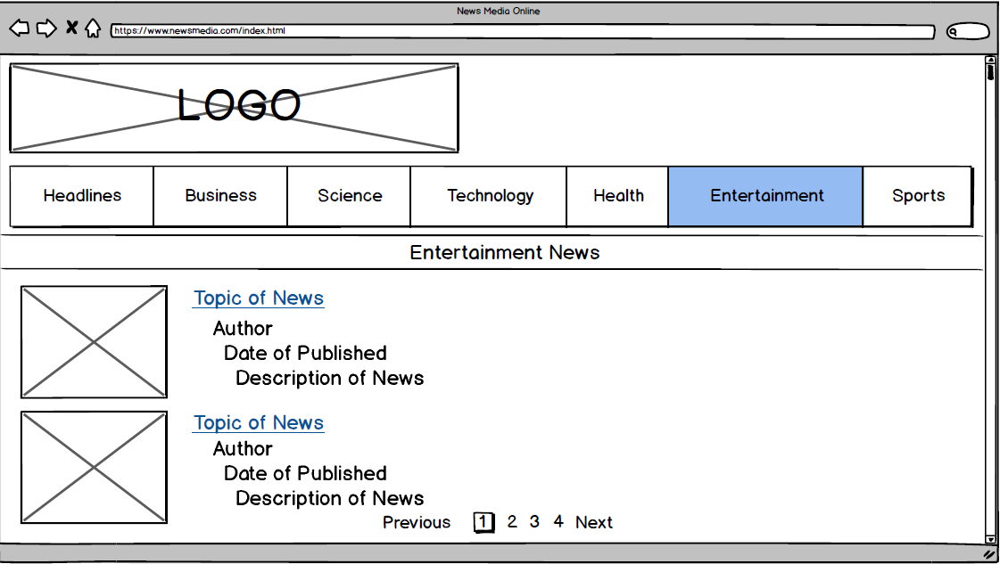 News Media Online
https://www.newsmedia.com/index.html
LOGO
Headlines Business Science Technology Health Entertainment Sports
Entertainment News
Topic of News
Author
Date of Published
Description of News
Topic of News
Author
Date of Published
Description of News
Previous 1 2 3 4 Next